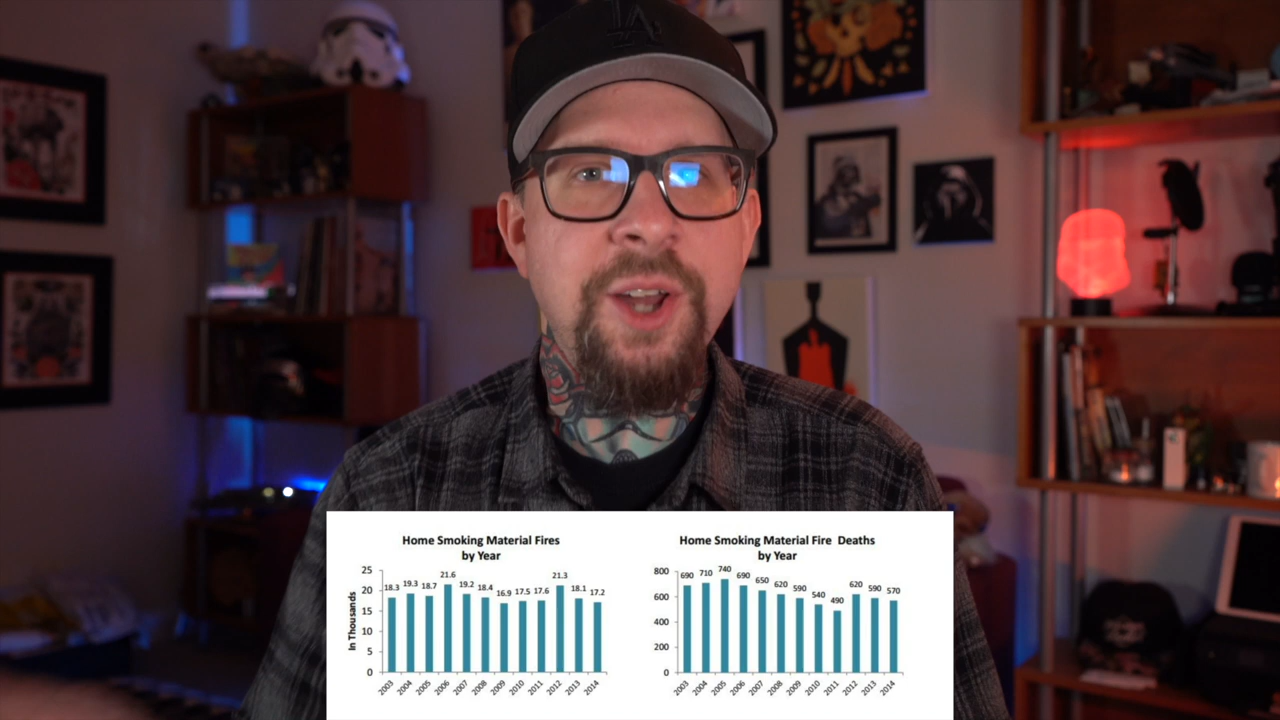 LA
Home Smoking Material Fires
by Year
In Thousands
25
20
15
10
5
0
18.3 19.3 18.7 21.6 19.2 18.4 16.9 17.5 17.6 21.3 18.1 17.2
2003 2004 2005 2006 2007 2008 2009 2010 2011 2012 2013 2014
Home Smoking Material Fire Deaths
by Year
800
600
400
200
0
690 710 740 690 650 620 590 540 490 620 590 570
2003 2004 2005 2006 2007 2008 2009 2010 2011 2012 2013 2014